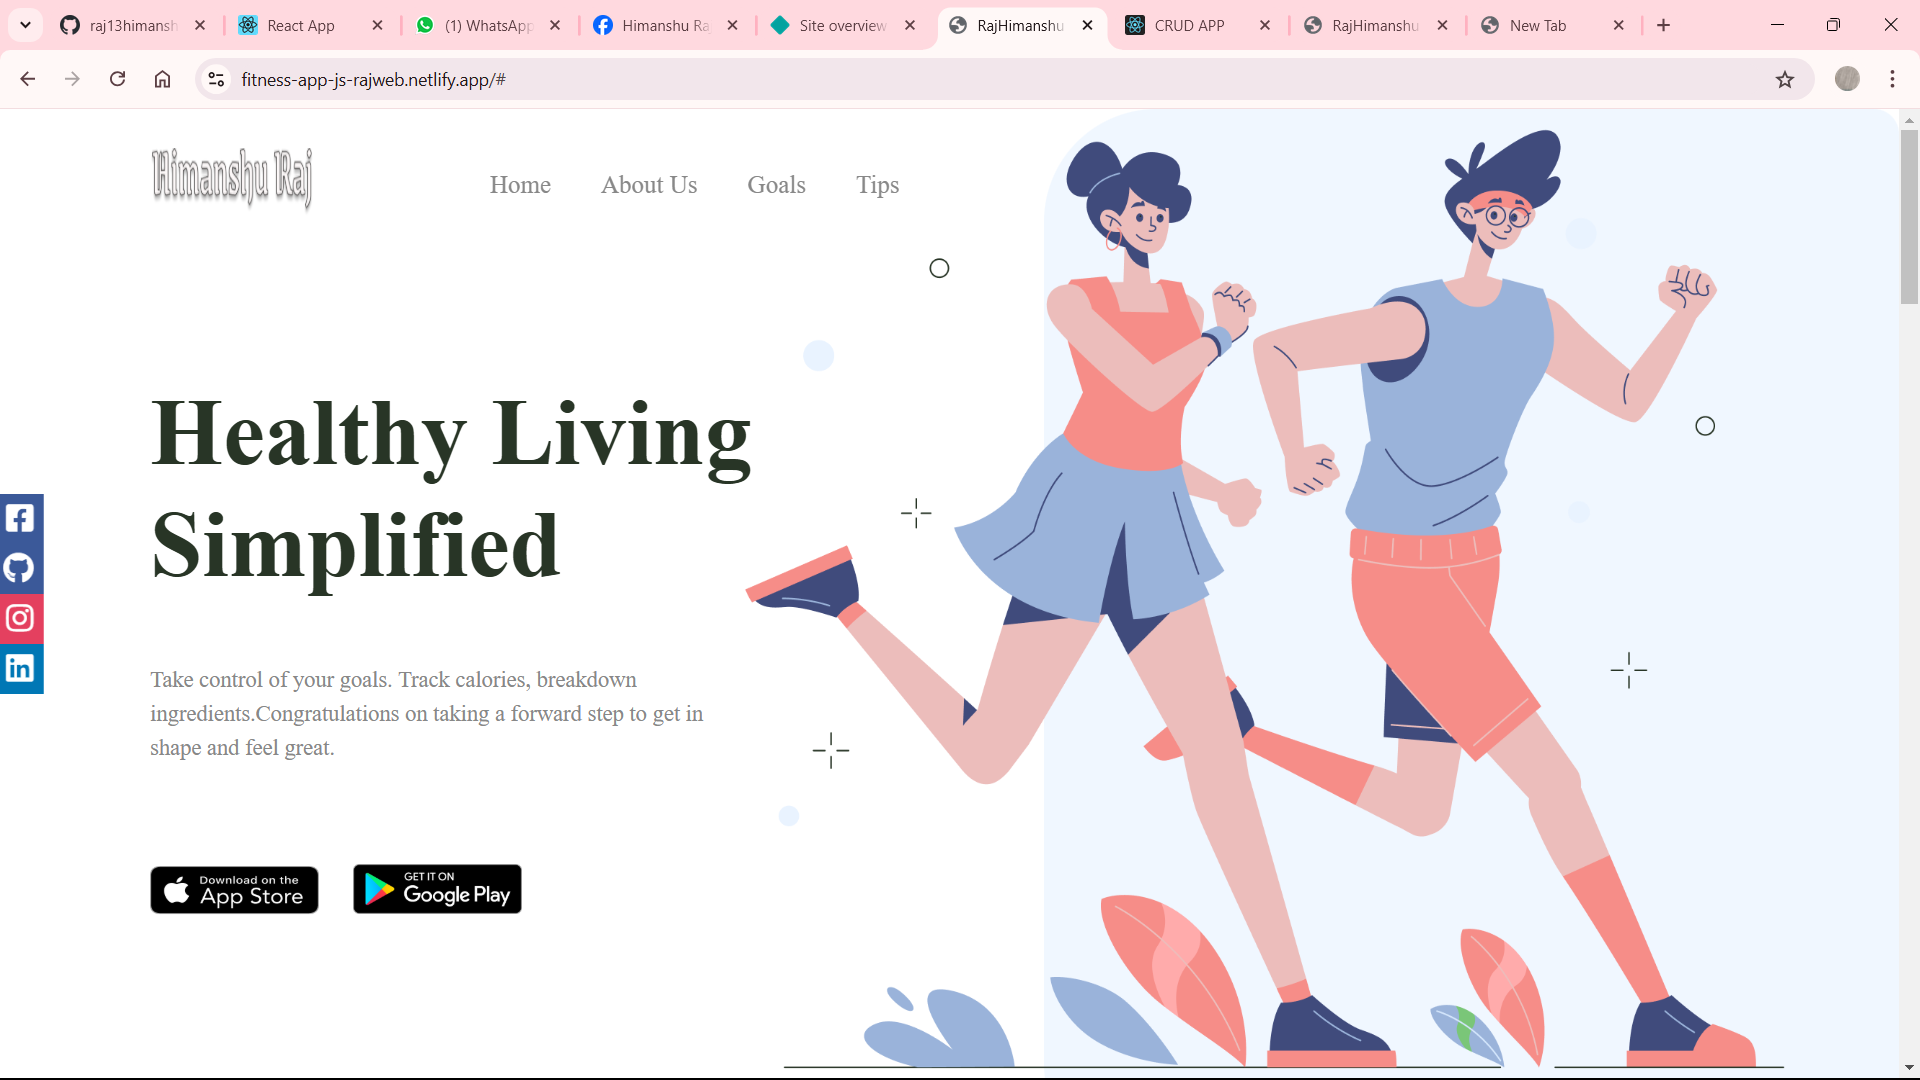 raj13himansh
React App
(1) WhatsApp
Himanshu Ra
Site overview
RajHimanshu
CRUD APP
RajHimanshu
New Tab
fitness-app-js-rajweb.netlify.app/#
Himanshu Raj
Home
About Us
Goals
Tips
Healthy Living
Simplified
Take control of your goals. Track calories, breakdown
ingredients.Congratulations on taking a forward step to get in
shape and feel great.
Download on the
App Store
GET IT ON
Google Play
in